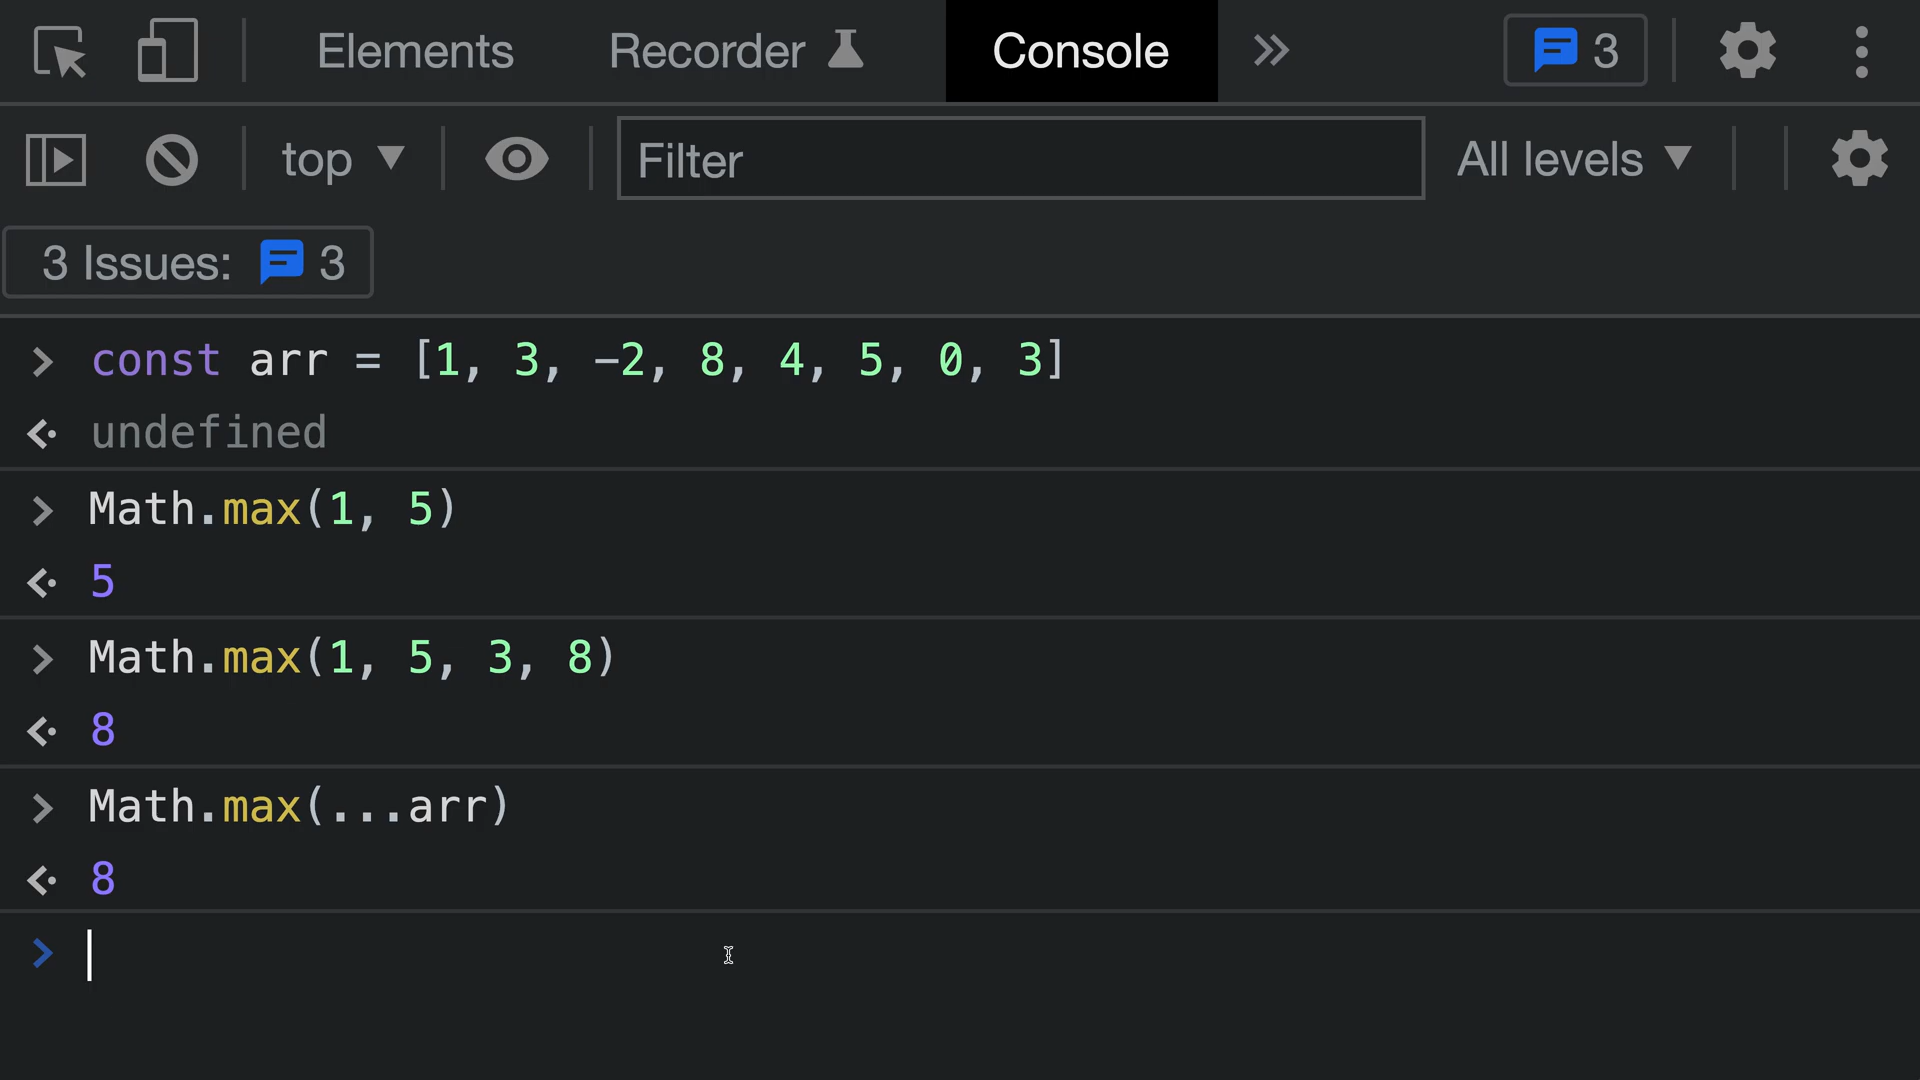 Elements Recorder Console 3
top Filter All levels
3 Issues: 3
const arr = [1, 3, −2, 8, 4, 5, 0, 3]
undefined
Math.max(1, 5)
5
Math.max(1, 5, 3, 8)
8
Math.max(...arr)
8